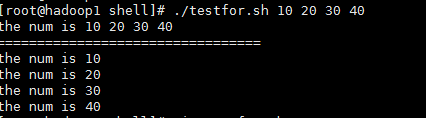 [root@hadoop1 shell]# ./testfor.sh 10 20 30 40
the num is 10 20 30 40
=================================
the num is 10
the num is 20
the num is 30
the num is 40